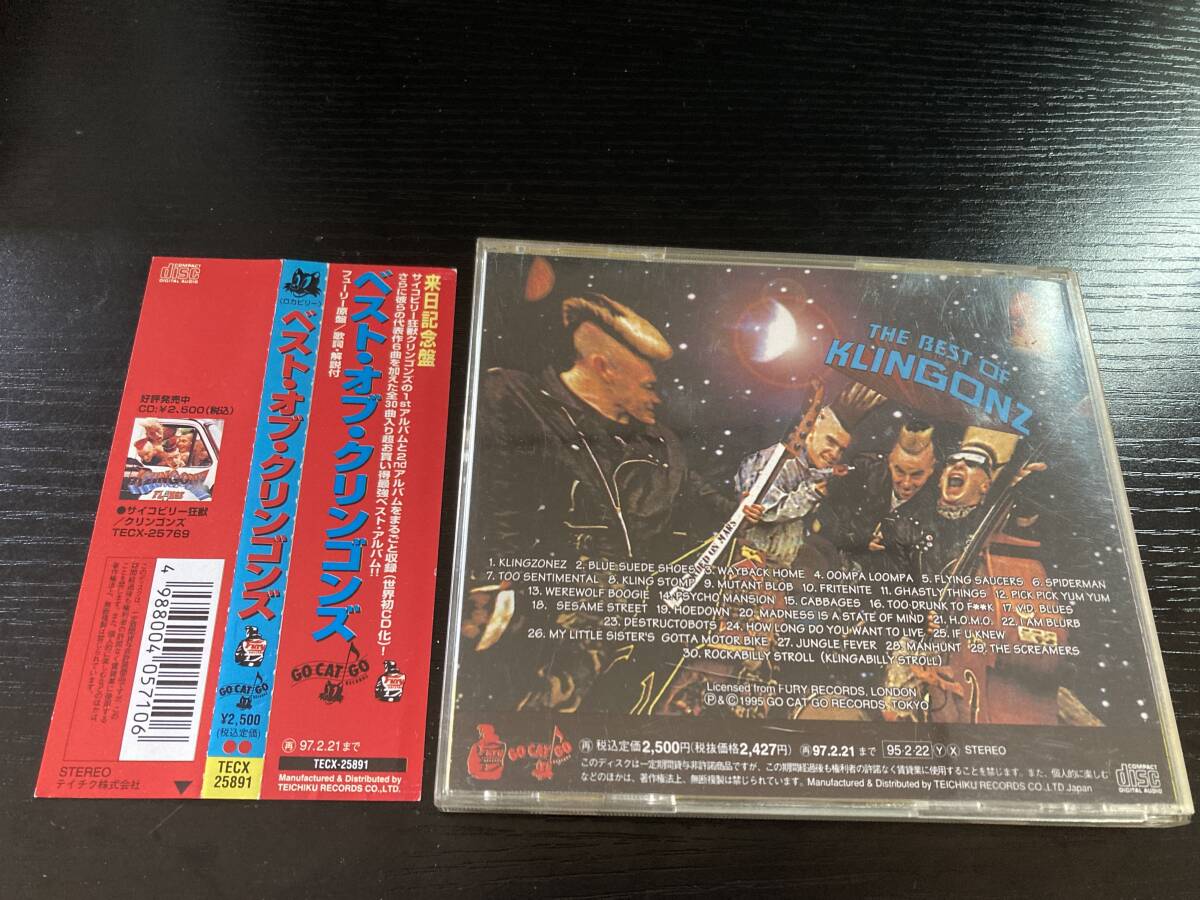 COMPACT
disc
DIGITAL AUDIO
好評発売中
CD:¥2,500(税込)
●サイコビリー狂獣
/クリンゴンズ
TECX-25769
4 988004 057106
STEREO
テイチク株式会社
〈ロカビリー〉
ベスト・オブ・クリンゴンズ
FURY
GO CAT GO
¥2,500
(税込定価)
TECX
25891
来日記念盤
サイコビリー狂獣クリンゴンズの1stアルバムと2ndアルバムをまるごと収録(世界初CD化)!
さらに彼らの代表作6曲を加えた全30曲入り超お買い得最強ベスト・アルバム!!
ベスト・オブ・クリンゴンズ
フューリー原盤/歌詞・解説付
GO CAT GO
RECORDS
再 97.2.21まで
TECX-25891
Manufactured & Distributed by
TEICHIKU RECORDS CO.,LTD.
THE BEST OF
KLINGONZ
ON MARS
1. KLINGZONEZ 2. BLUE SUEDE SHOES 3. WAYBACK HOME 4. OOMPA LOOMPA 5. FLYING SAUCERS 6. SPIDERMAN
7. TOO SENTIMENTAL 8. KLING STOMP 9. MUTANT BLOB 10. FRITENITE 11. GHASTLY THINGS 12. PICK PICK YUM YUM
13. WEREWOLF BOOGIE 14. PSYCHO MANSION 15. CABBAGES 16. TOO DRUNK TO F***K 17. V.D. BLUES
18. SESAME STREET 19. HOEDOWN 20. MADNESS IS A STATE OF MIND 21. H.O.M.O. 22. I AM BLURB
23. DESTRUCTOBOTS 24. HOW LONG DO YOU WANT TO LIVE 25. IF U KNEW
26. MY LITTLE SISTER'S GOTTA MOTOR BIKE 27. JUNGLE FEVER 28. MANHUNT 29. THE SCREAMERS
30. ROCKABILLY STROLL (KLINGABILLY STROLL)
Licensed from FURY RECORDS, LONDON
Ⓟ&©1995 GO CAT GO RECORDS, TOKYO
GO CAT GO
再 税込定価2,500円(税抜価格2,427円) 再 97.2.21まで 95・2・22 Y X STEREO
このディスクは一定期間貸与非許諾商品ですが、この期間経過後も権利者の許諾なく賃貸業に使用することを禁じます。また、個人的に楽しむ
などのほかは、著作権法上、無断複製は禁じられています。 Manufactured & Distributed by TEICHIKU RECORDS CO.,LTD Japan
COMPACT
disc
DIGITAL AUDIO